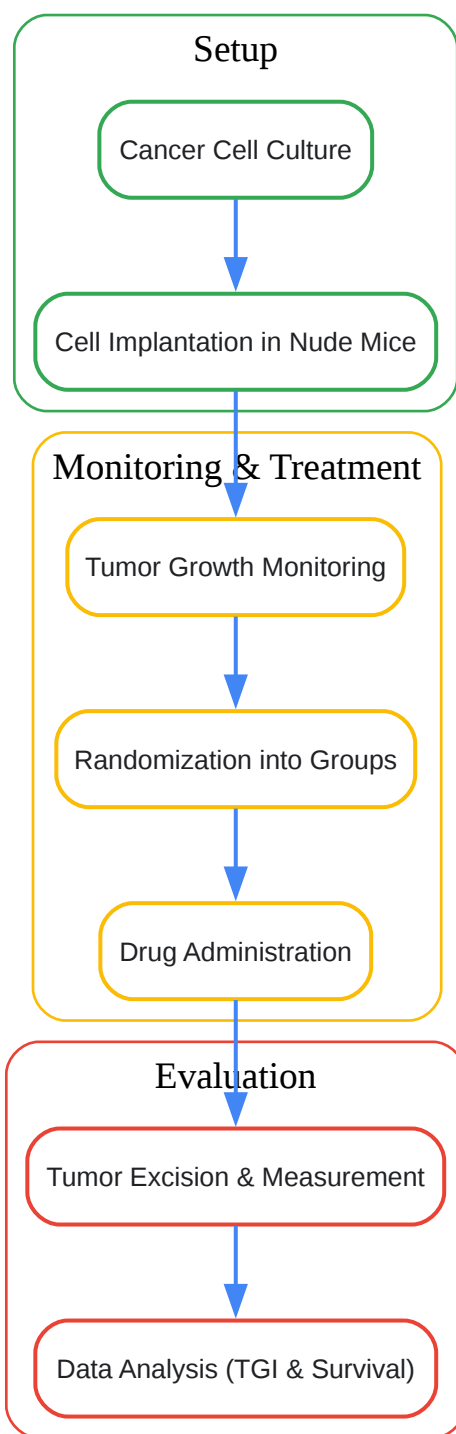 Setup
Cancer Cell Culture
Cell Implantation in Nude Mice
Monitoring & Treatment
Tumor Growth Monitoring
Randomization into Groups
Drug Administration
Evaluation
Tumor Excision & Measurement
Data Analysis (TGI & Survival)